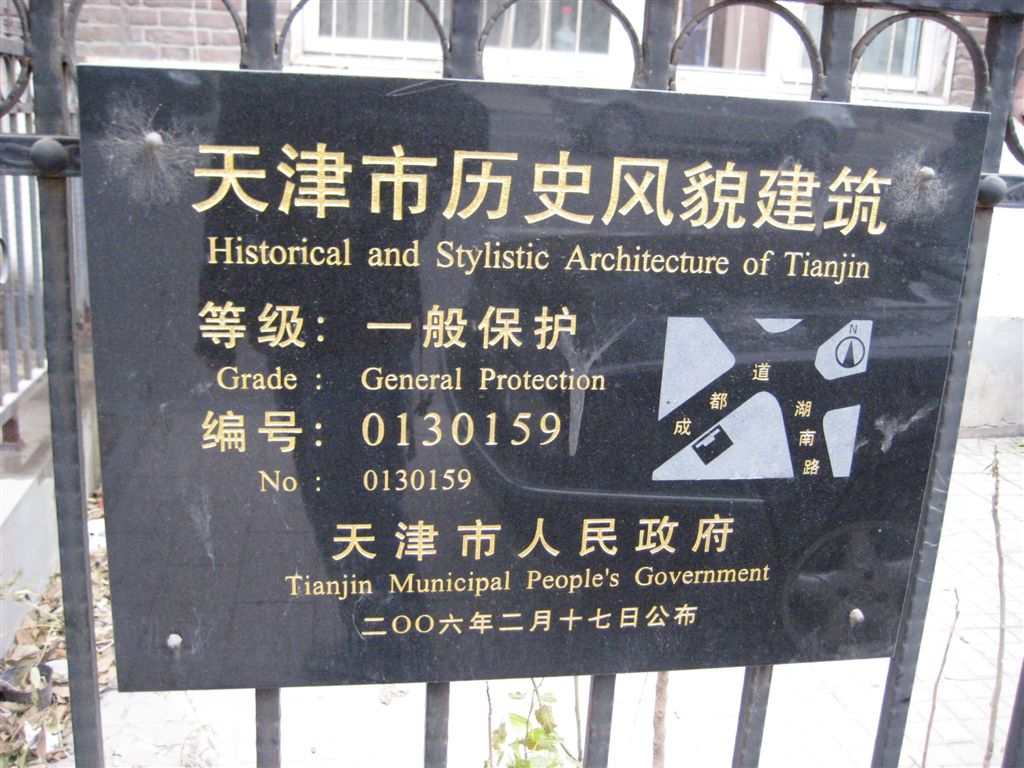 天津市历史风貌建筑
Historical and Stylistic Architecture of Tianjin
等级：一般保护
Grade : General Protection
编号：0130159
No : 0130159
N
成都道
湖南路
天津市人民政府
Tianjin Municipal People's Government
二〇〇六年二月十七日公布